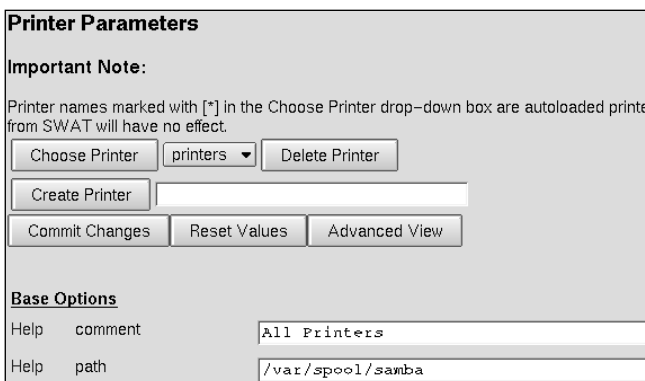 Printer Parameters
Important Note:
Printer names marked with [*] in the Choose Printer drop-down box are autoloaded printe
from SWAT will have no effect.
Choose Printer printers Delete Printer
Create Printer
Commit Changes Reset Values Advanced View
Base Options
Help comment All Printers
Help path /var/spool/samba